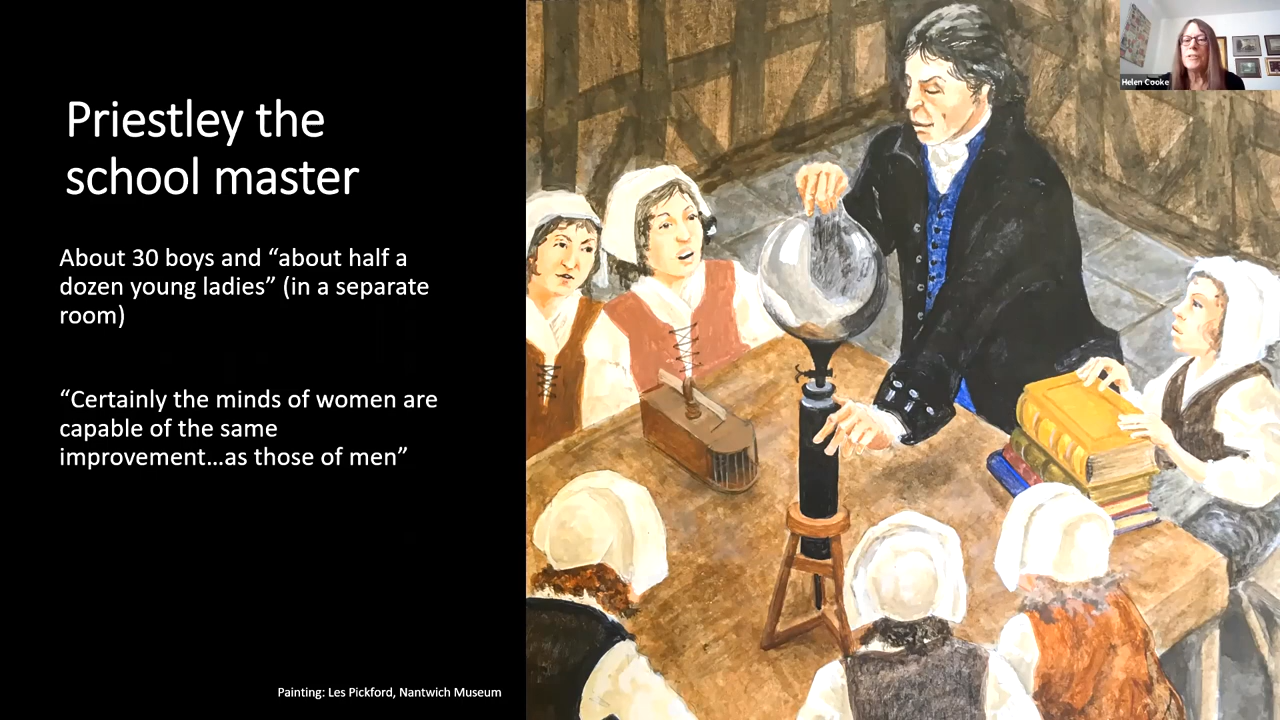 Priestley the
school master
About 30 boys and “about half a
dozen young ladies” (in a separate
room)
“Certainly the minds of women are
capable of the same
improvement…as those of men”
Painting: Les Pickford, Nantwich Museum
Helen Cooke